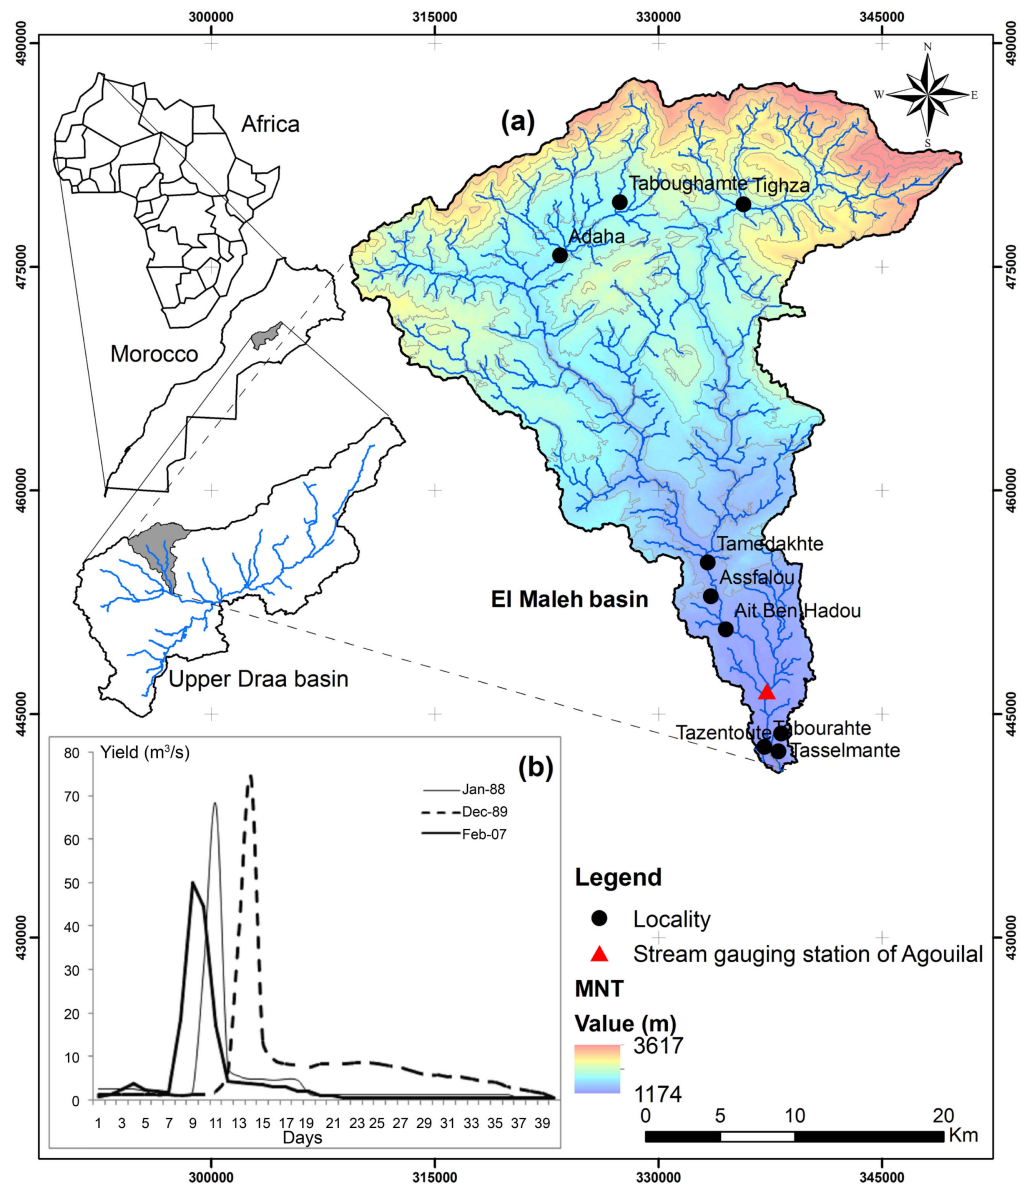 300000 315000 330000 345000
490000 490000
N
W E
S
(a)
Africa
Taboughamte Tighza
Adaha
475000 475000
Morocco
460000 460000
Tamedakhte
Assfalou
El Maleh basin
Ait Ben Hadou
Upper Draa basin
445000 445000
Tazentoute Tabourahte
Tasselmante
Yield (m³/s)
(b)
80
70
60
50
40
30
20
10
0
Jan-88
Dec-89
Feb-07
1 3 5 7 9 11 13 15 17 19 21 23 25 27 29 31 33 35 37 39
Days
430000 430000
Legend
Locality
Stream gauging station of Agouilal
MNT
Value (m)
3617
1174
0 5 10 20
Km
300000 315000 330000 345000